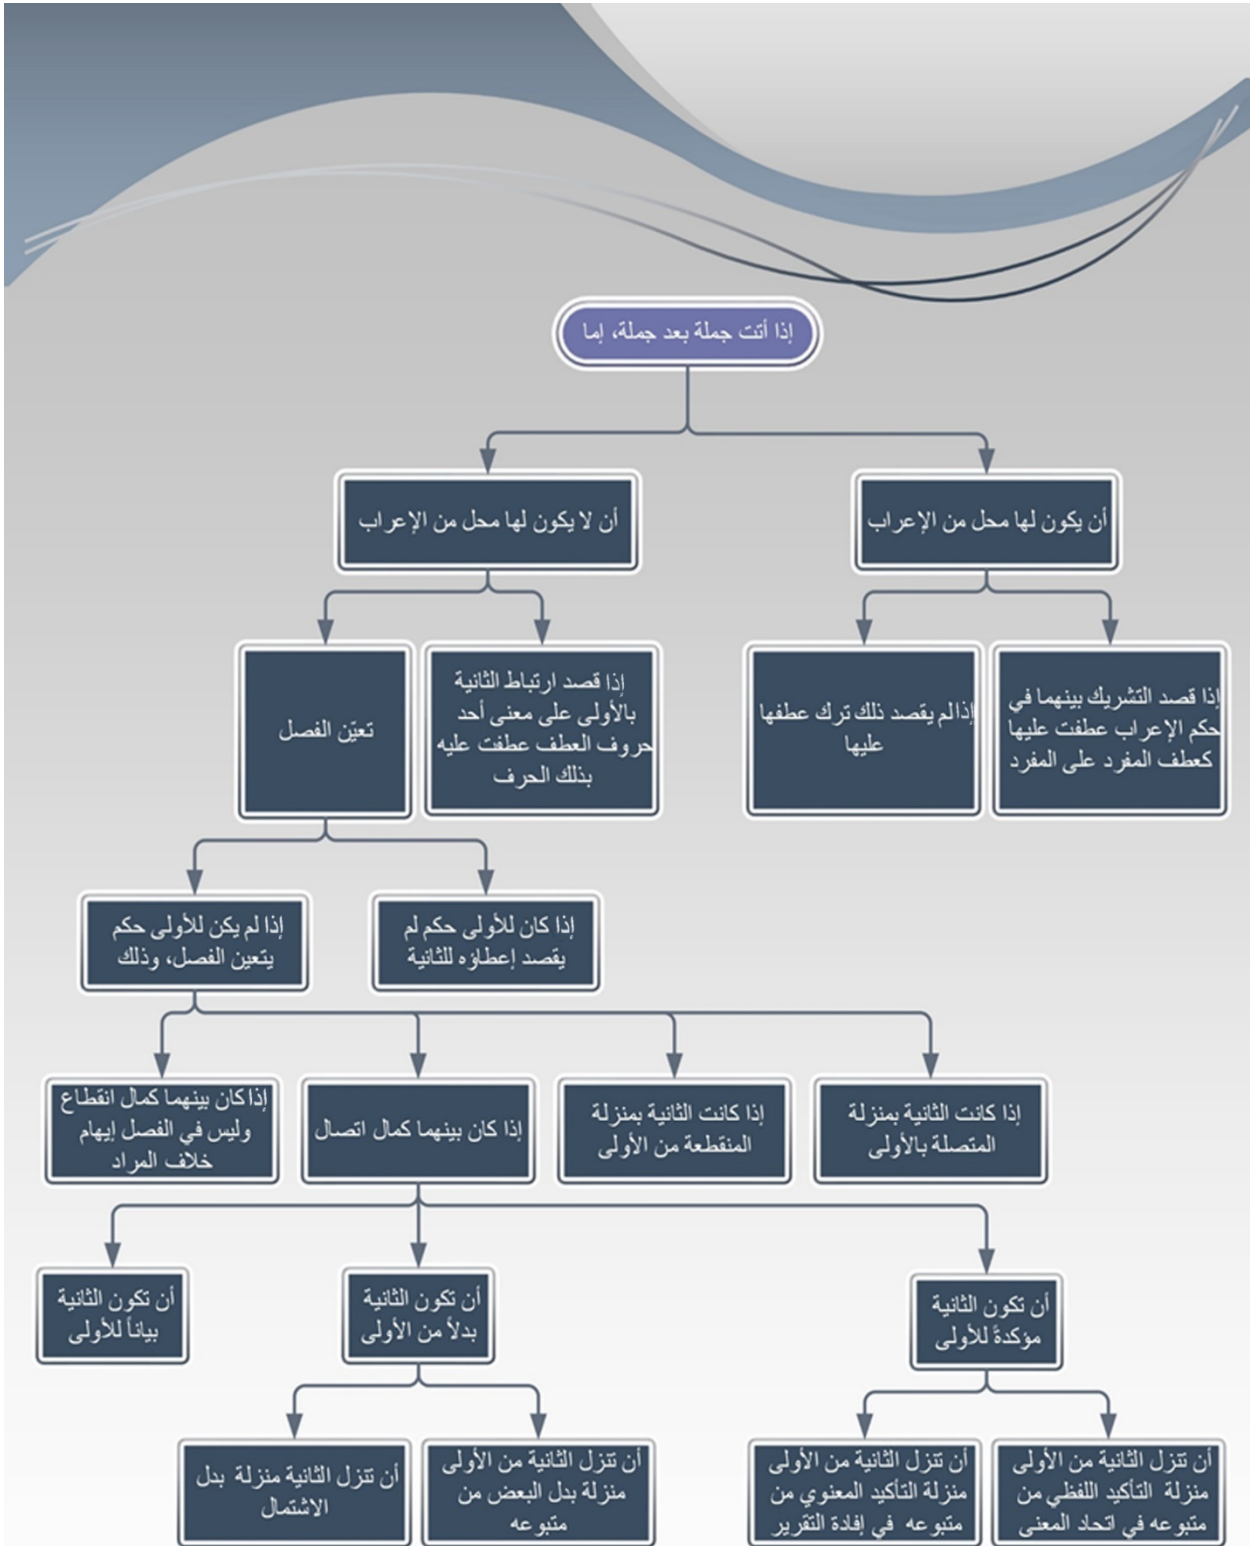 إذا أتت جملة بعد جملة، إما
أن يكون لها محل من الإعراب
أن لا يكون لها محل من الإعراب
إذا قصد التشريك بينهما في
حكم الإعراب عطفت عليها
كعطف المفرد على المفرد
إذا لم يقصد ذلك ترك عطفها
عليها
إذا قصد ارتباط الثانية
بالأولى على معنى أحد
حروف العطف عطفت عليه
بذلك الحرف
تعيّن الفصل
إذا كان للأولى حكم لم
يقصد إعطاؤه للثانية
إذا لم يكن للأولى حكم
يتعين الفصل، وذلك
إذا كانت الثانية بمنزلة
المتصلة بالأولى
إذا كانت الثانية بمنزلة
المنقطعة من الأولى
إذا كان بينهما كمال اتصال
إذا كان بينهما كمال انقطاع
وليس في الفصل إيهام
خلاف المراد
أن تكون الثانية
مؤكدةً للأولى
أن تكون الثانية
بدلاً من الأولى
أن تكون الثانية
بياناً للأولى
أن تتزل الثانية من الأولى
منزلة التأكيد اللفظي من
متبوعه في اتحاد المعنى
أن تتزل الثانية من الأولى
منزلة التأكيد المعنوي من
متبوعه في إفادة التقرير
أن تتزل الثانية من الأولى
منزلة بدل البعض من
متبوعه
أن تتزل الثانية منزلة بدل
الاشتمال